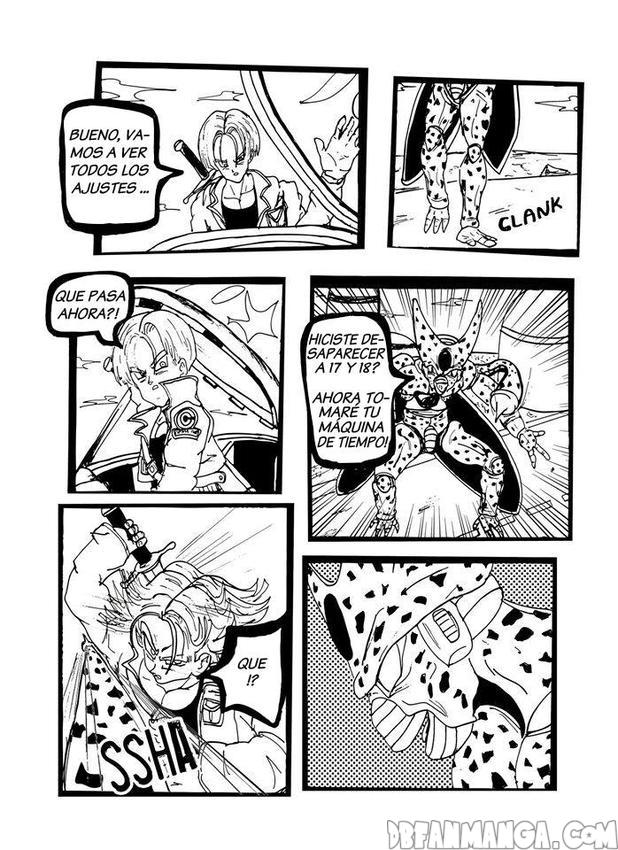 BUENO, VA-
MOS A VER
TODOS LOS
AJUSTES ...
CLANK
QUE PASA
AHORA?!
HICISTE DE-
SAPARECER
A 17 Y 18?
AHORA TO-
MARÉ TU
MÁQUINA
DE TIEMPO!
QUE !?
SSHA
DBFANMANGA.COM